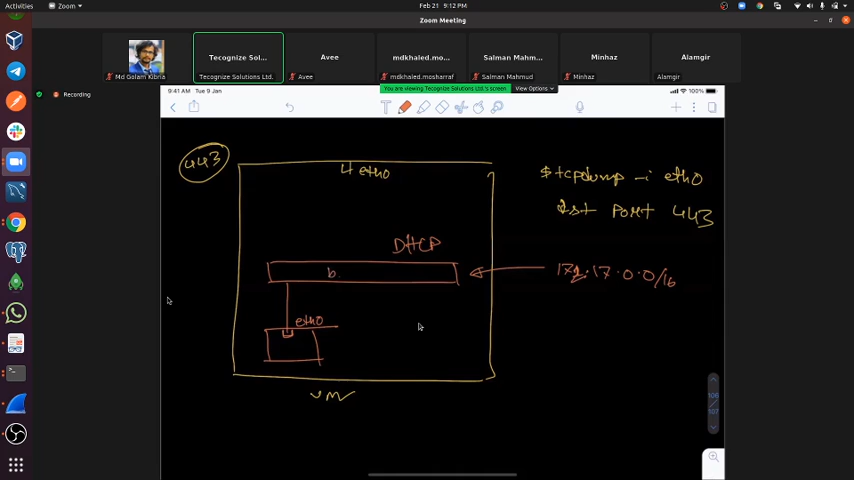 Activities
Zoom
Feb 21 9:12 PM
Zoom Meeting
Tecognize Sol...
Avee
mdkhaled.mo...
Salman Mahm...
Minhaz
Alamgir
Md Golam Kibria
Tecognize Solutions Ltd.
Avee
mdkhaled.mosharraf
Salman Mahmud
Minhaz
Alamgir
Recording
9:41 AM Tue 9 Jan
You are viewing Tecognize Solutions Ltd.'s screen
View Options
100%
443
4 eth0
$ tcpdump -i eth0
dst port 443
DHCP
b.
172.17.0.0/16
eth0
VM
106
107